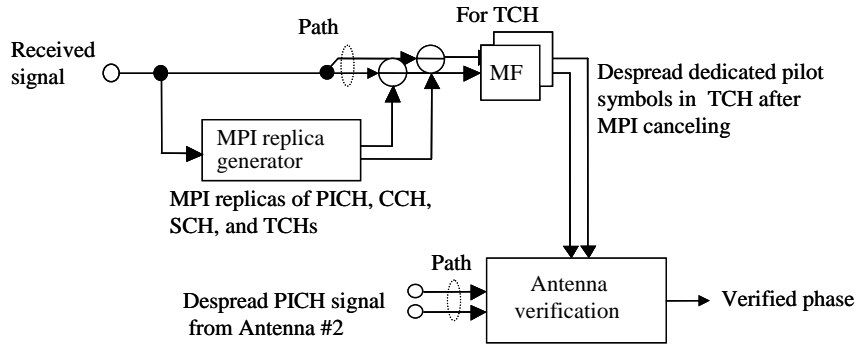 For TCH
Path
Received
signal
MF
Despread dedicated pilot
symbols in TCH after
MPI canceling
MPI replica
generator
MPI replicas of PICH, CCH,
SCH, and TCHs
Path
Despread PICH signal
from Antenna #2
Antenna
verification
Verified phase